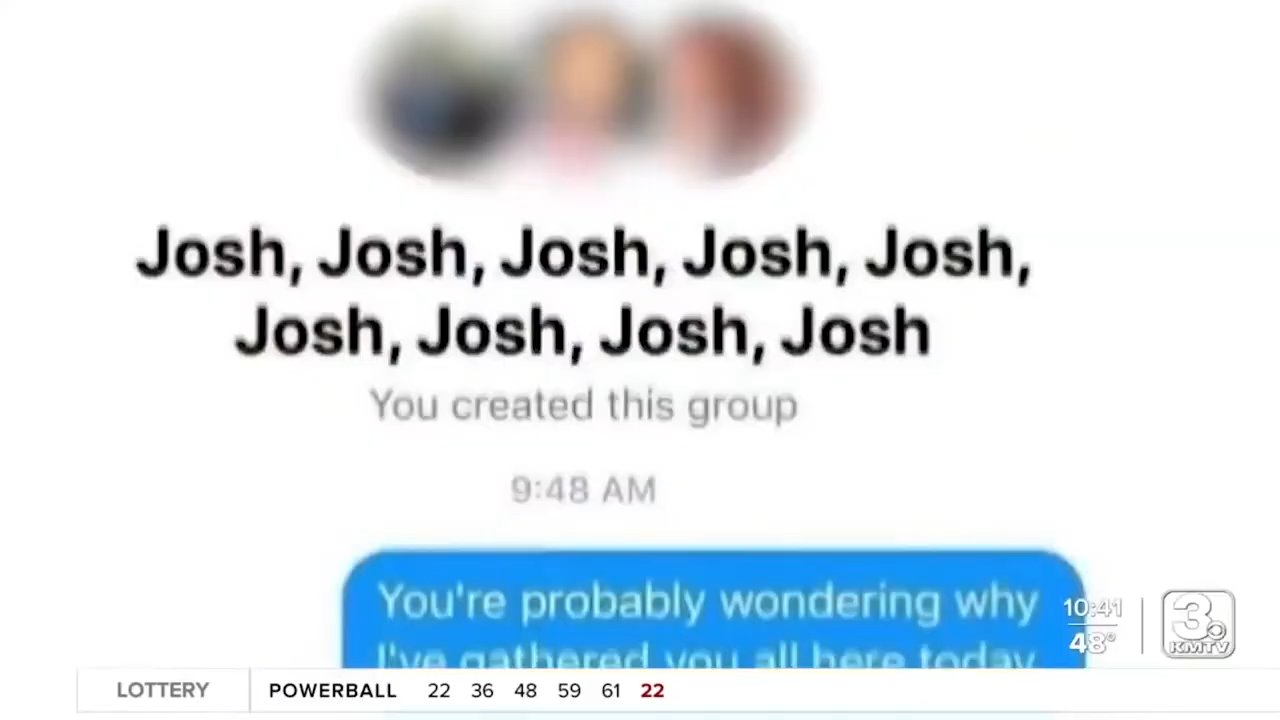 Josh, Josh, Josh, Josh, Josh,
Josh, Josh, Josh, Josh
You created this group
9:48 AM
You're probably wondering why
I've gathered you all here today
10:41
48°
3
KMTV
LOTTERY
POWERBALL 22 36 48 59 61 22